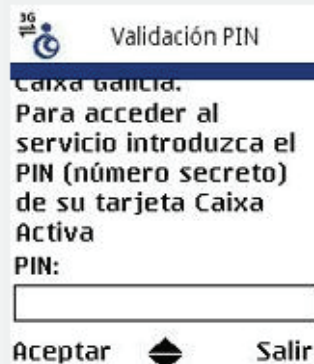 3G
Validación PIN
Caixa Galicia.
Para acceder al
servicio introduzca el
PIN (número secreto)
de su tarjeta Caixa
Activa
PIN:
Aceptar Salir